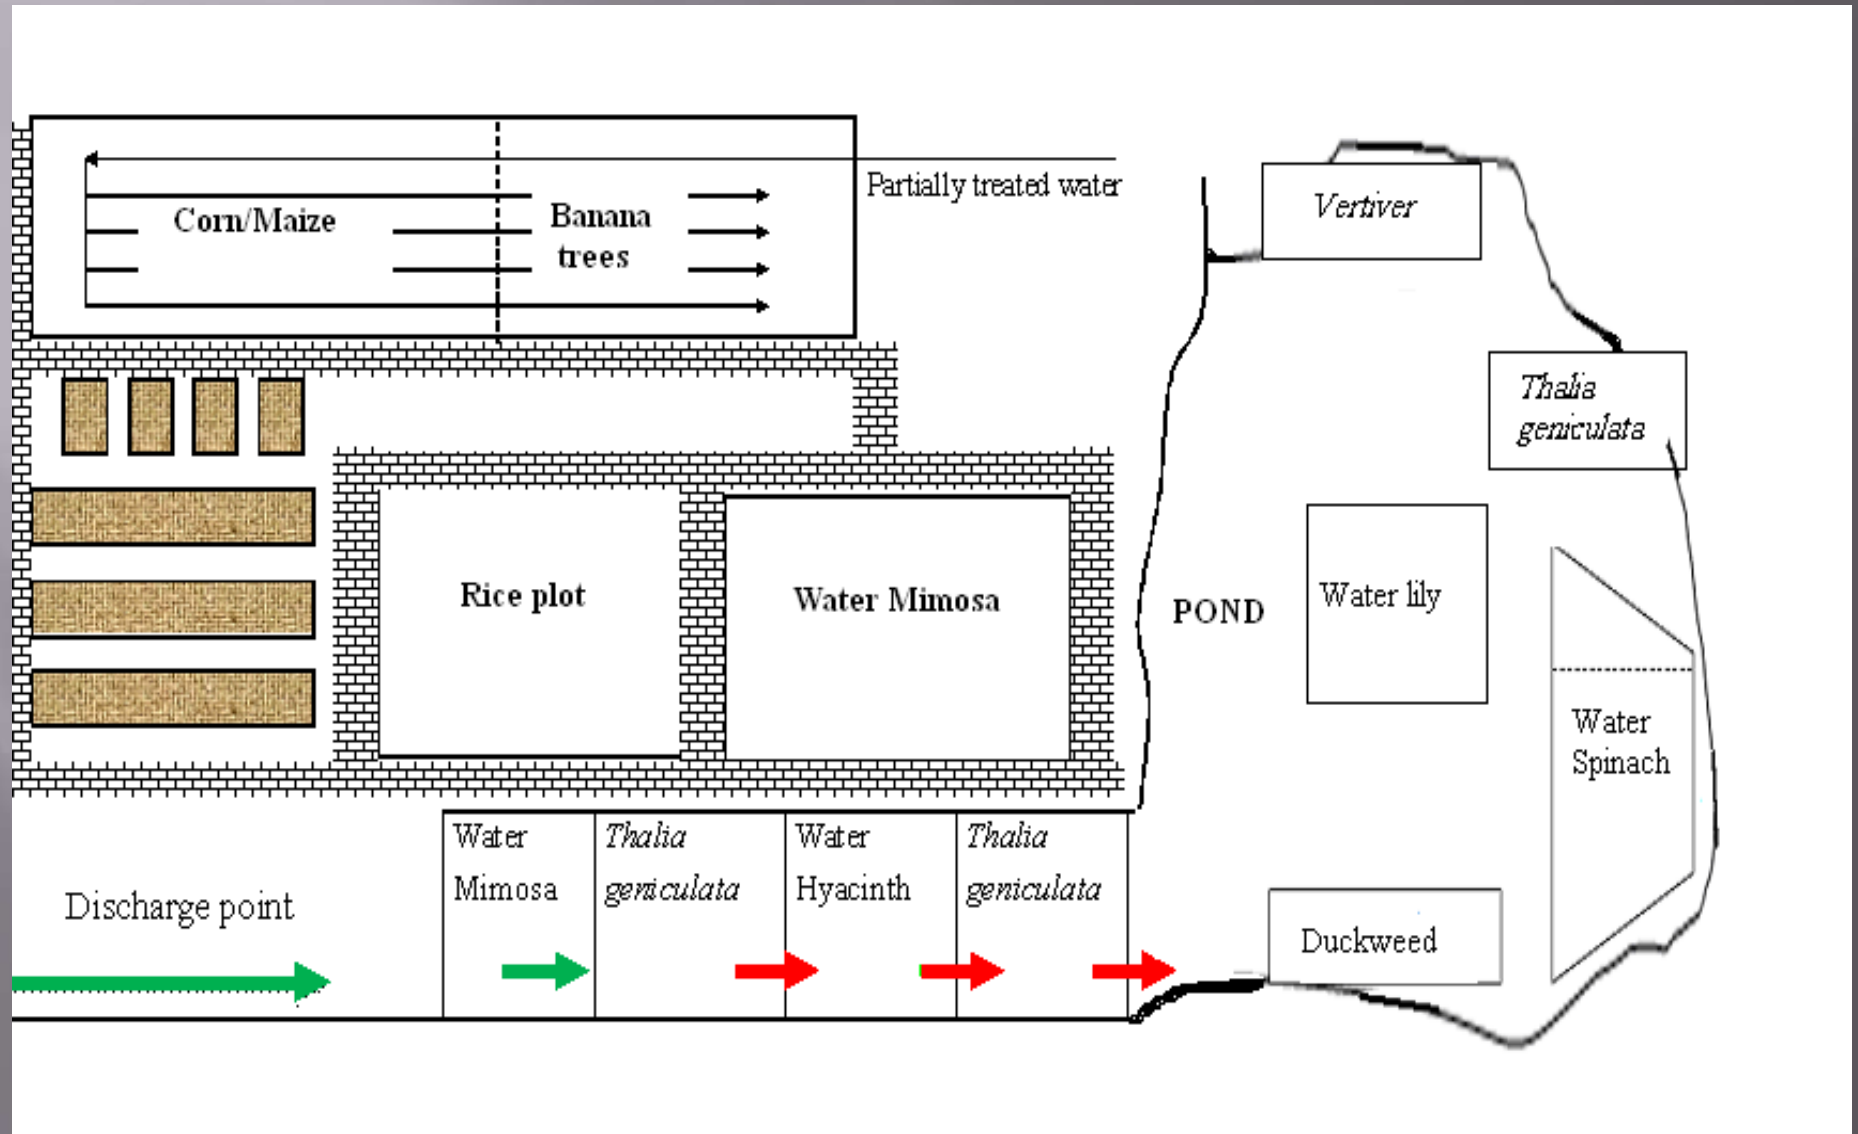 Partially treated water
Corn/Maize
Banana
trees
Vertiver
Thalia
geniculata
Rice plot
Water Mimosa
POND
Water lily
Water
Spinach
Water
Mimosa
Thalia
geniculata
Water
Hyacinth
Thalia
geniculata
Discharge point
Duckweed